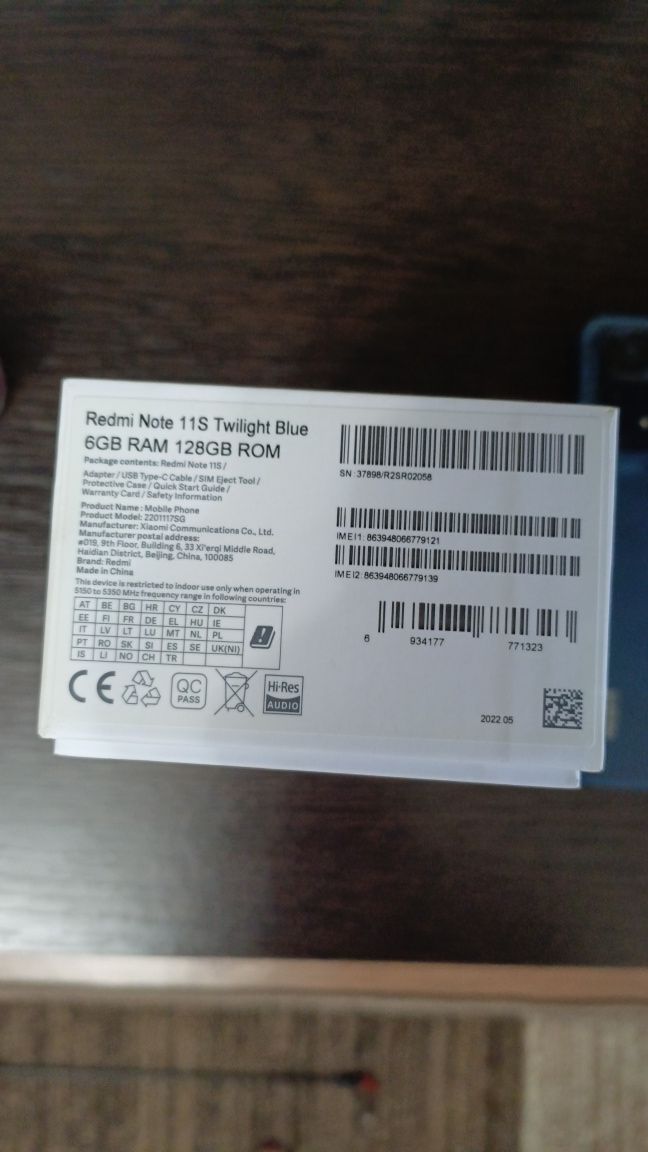 Redmi Note 11S Twilight Blue
6GB RAM 128GB ROM
Package contents: Redmi Note 11S /
Adapter / USB Type-C Cable / SIM Eject Tool /
Protective Case / Quick Start Guide /
Warranty Card / Safety Information
Product Name : Mobile Phone
Product Model: 2201117SG
Manufacturer: Xiaomi Communications Co., Ltd.
Manufacturer postal address:
#019, 9th Floor, Building 6, 33 Xi'erqi Middle Road,
Haidian District, Beijing, China, 100085
Brand: Redmi
Made in China
This device is restricted to indoor use only when operating in
5150 to 5350 MHz frequency range in following countries:
AT BE BG HR CY CZ DK
EE FI FR DE EL HU IE
IT LV LT LU MT NL PL
PT RO SK SI ES SE UK(NI)
IS LI NO CH TR
CE
QC
PASS
Hi-Res
AUDIO
SN: 37898/R2SR02058
IMEI1: 863948066779121
IMEI2: 863948066779139
6 934177 771323
2022.05